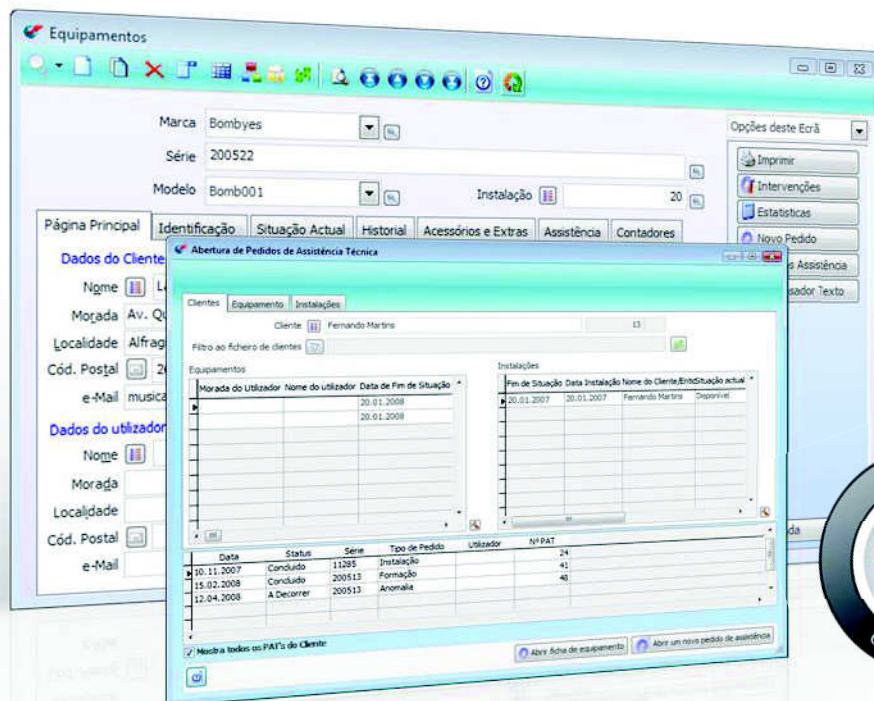 Equipamentos
Marca Bombyes
Opções deste Ecrã
Série 200522
Imprimir
Modelo Bomb001 Instalação 20
Intervenções
Estatisticas
Página Principal Identificação Situação Actual Historial Acessórios e Extras Assistência Contadores
Novo Pedido
Dados do Cliente
Assistência
Texto
Nome
Morada Av.
Localidade
Cód. Postal
e-Mail
Dados do utilizador
Nome
Morada
Localidade
Cód. Postal
e-Mail
Abertura de Pedidos de Assistência Técnica
Clientes Equipamento Instalações
Cliente Fernando Martins 13
Filtro ao ficheiro de clientes
Equipamentos Instalações
Morada do Utilizador Nome do utilizador Data de Fim de Situação
Fim de Situação Data Instalação Nome do Cliente/Entid Situação actual
20.01.2008
20.01.2007 20.01.2007 Fernando Martins Disponível
20.01.2008
Data Status Série Tipo de Pedido Utilizador Nº PAT
10.11.2007 Concluido 11285 Instalação 24
15.02.2008 Concluido 200513 Formação 41
12.04.2008 A Decorrer 200513 Anomalia 48
Mostra todos os PAT's do Cliente
Abrir ficha de equipamento Abrir um novo pedido de assistência